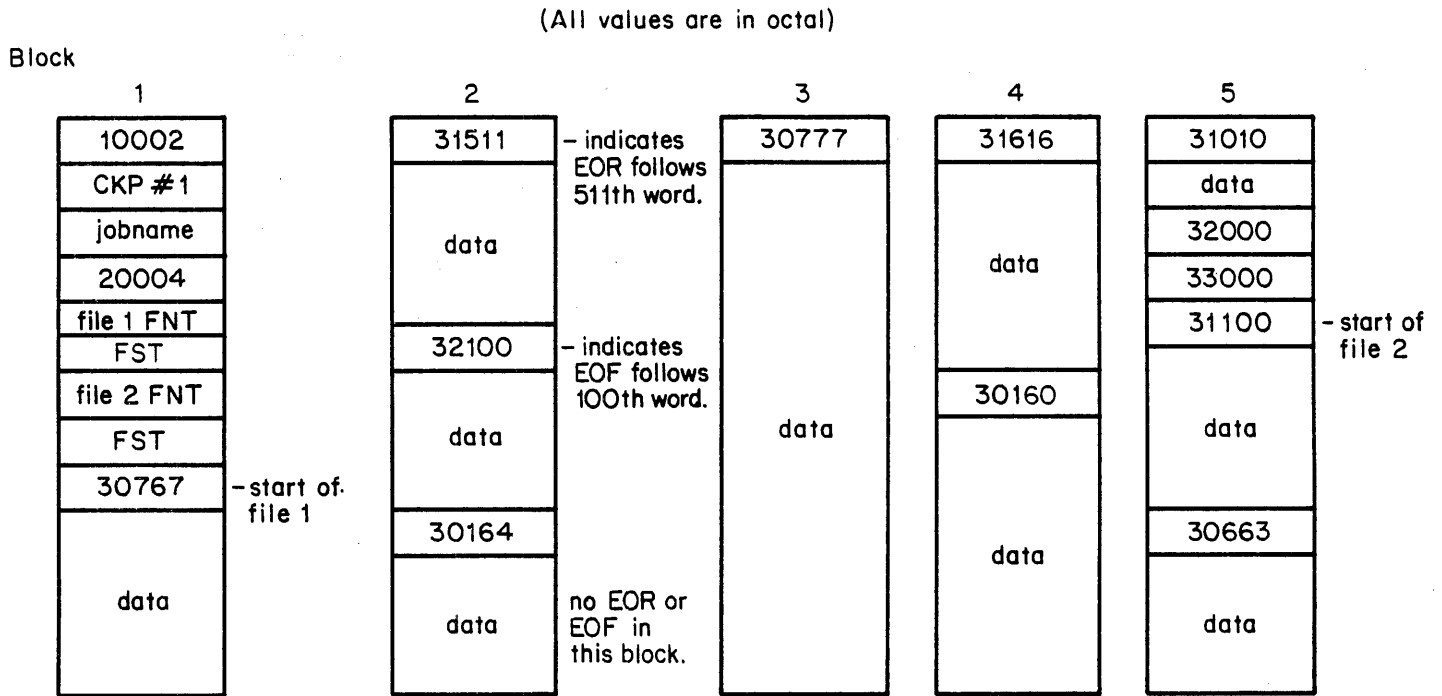 (All values are in octal)
Block
1
10002
CKP #1
jobname
20004
file 1 FNT
FST
file 2 FNT
FST
30767
– start of.
file 1
data
2
31511
– indicates
EOR follows
511th word.
data
32100
– indicates
EOF follows
100th word.
data
30164
data
no EOR or
EOF in
this block.
3
30777
data
4
31616
data
30160
data
5
31010
data
32000
33000
31100
– start of
file 2
data
30663
data